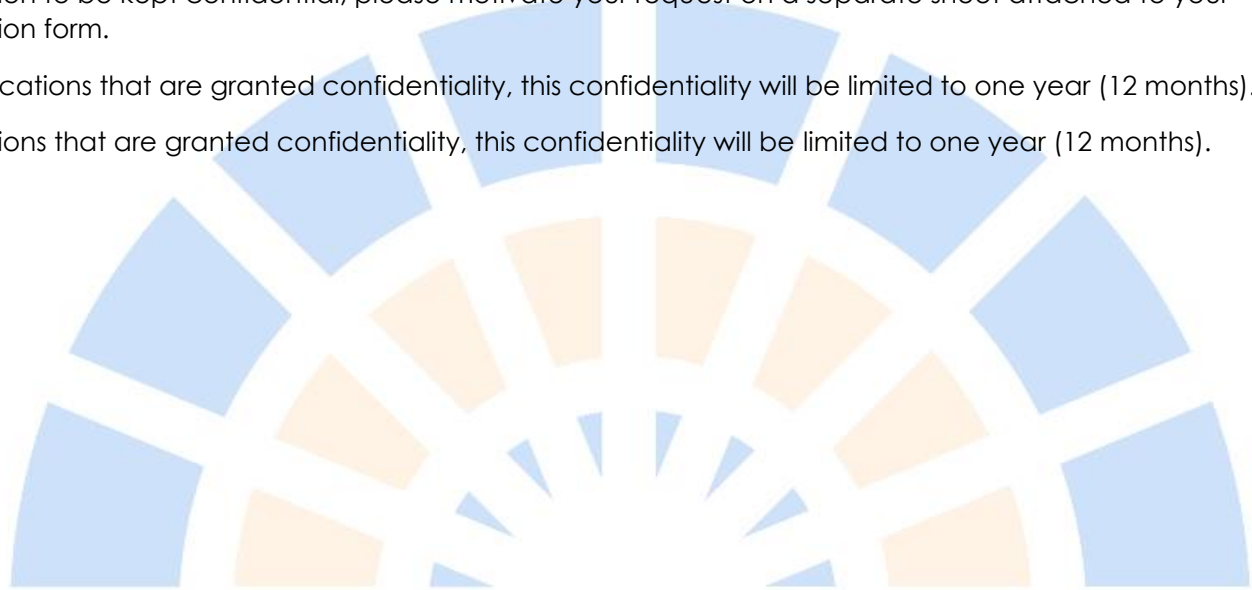 ion to be kept confidential, please motivate your request on a separate sheet attached to your
ion form.
cations that are granted confidentiality, this confidentiality will be limited to one year (12 months).
ions that are granted confidentiality, this confidentiality will be limited to one year (12 months).